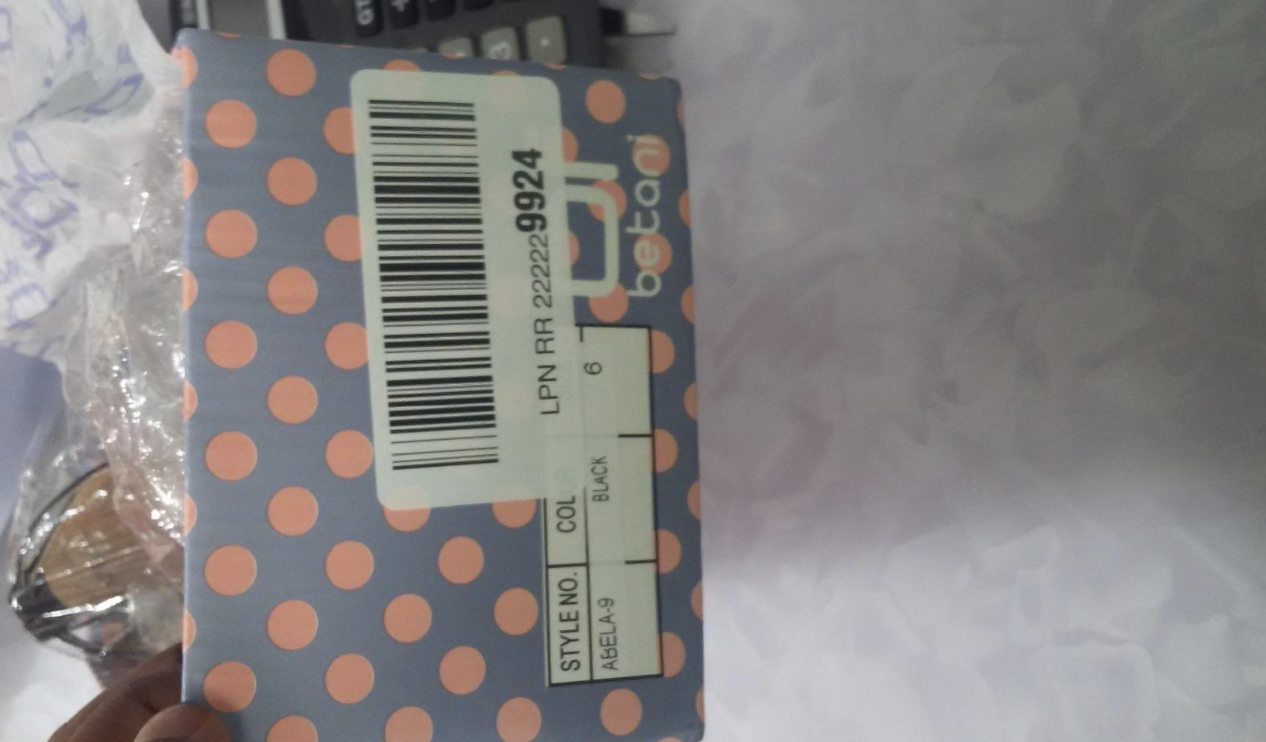 LPN RR 222229924
betani
STYLE NO. COL
ABELA-9 BLACK 6